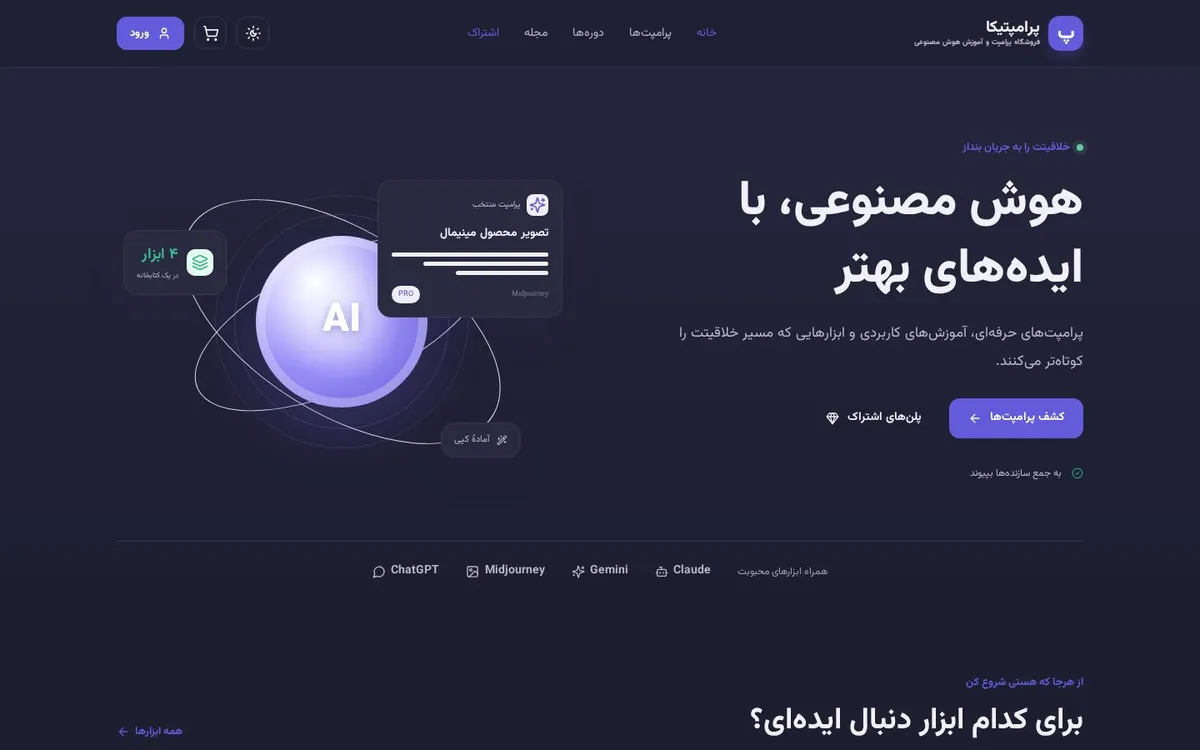 پ
پرامپتیکا
فروشگاه پرامپت و آموزش هوش مصنوعی
خانه
پرامپت‌ها
دوره‌ها
مجله
اشتراک
ورود
خلاقیتت را به جریان بنداز
هوش مصنوعی، با
ایده‌های بهتر
پرامپت‌های حرفه‌ای، آموزش‌های کاربردی و ابزارهایی که مسیر خلاقیتت را
کوتاه‌تر می‌کنند.
کشف پرامپت‌ها
پلن‌های اشتراک
به جمع سازنده‌ها بپیوند
پرامپت منتخب
تصویر محصول مینیمال
Midjourney
PRO
AI
۴ ابزار
در یک کتابخانه
آمادهٔ کپی
همراه ابزارهای محبوبت
Claude
Gemini
Midjourney
ChatGPT
از هرجا که هستی شروع کن
برای کدام ابزار دنبال ایده‌ای؟
همه ابزارها